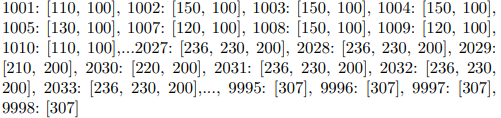 1001: [110, 100], 1002: [150, 100], 1003: [150, 100], 1004: [150, 100],
1005: [130, 100], 1007: [120, 100], 1008: [150, 100], 1009: [120, 100],
1010: [110, 100],...2027: [236, 230, 200], 2028: [236, 230, 200], 2029:
[210, 200], 2030: [220, 200], 2031: [236, 230, 200], 2032: [236, 230,
200], 2033: [236, 230, 200],..., 9995: [307], 9996: [307], 9997: [307],
9998: [307]